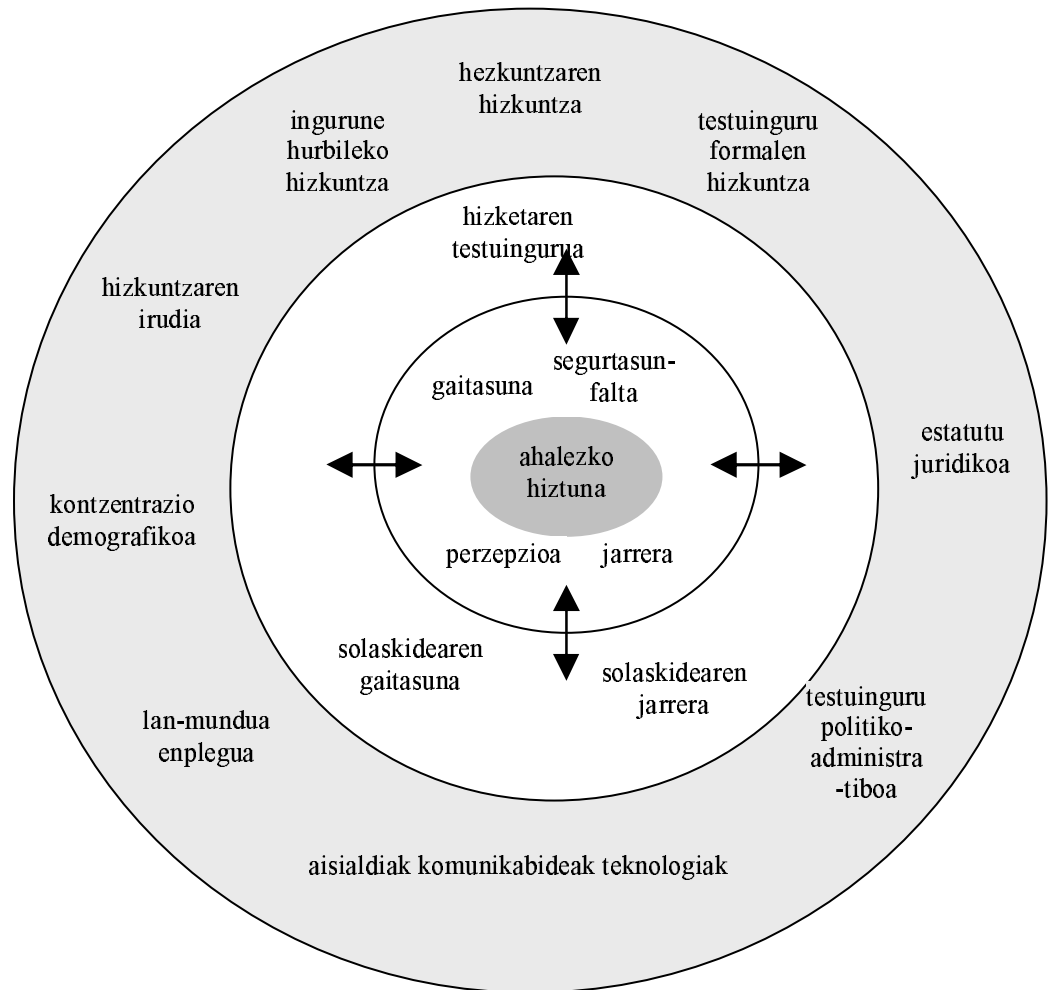 hezkuntzaren
hizkuntza
ingurune
hurbileko
hizkuntza
testuinguru
formalen
hizkuntza
hizketaren
testuingurua
hizkuntzaren
irudia
gaitasuna
segurtasun-
falta
estatutu
juridikoa
ahalezko
hiztuna
kontzentrazio
demografikoa
perzepzioa
jarrera
solaskidearen
gaitasuna
solaskidearen
jarrera
lan-mundua
enplegua
testuinguru
politiko-
administra
-tiboa
aisialdiak komunikabideak teknologiak